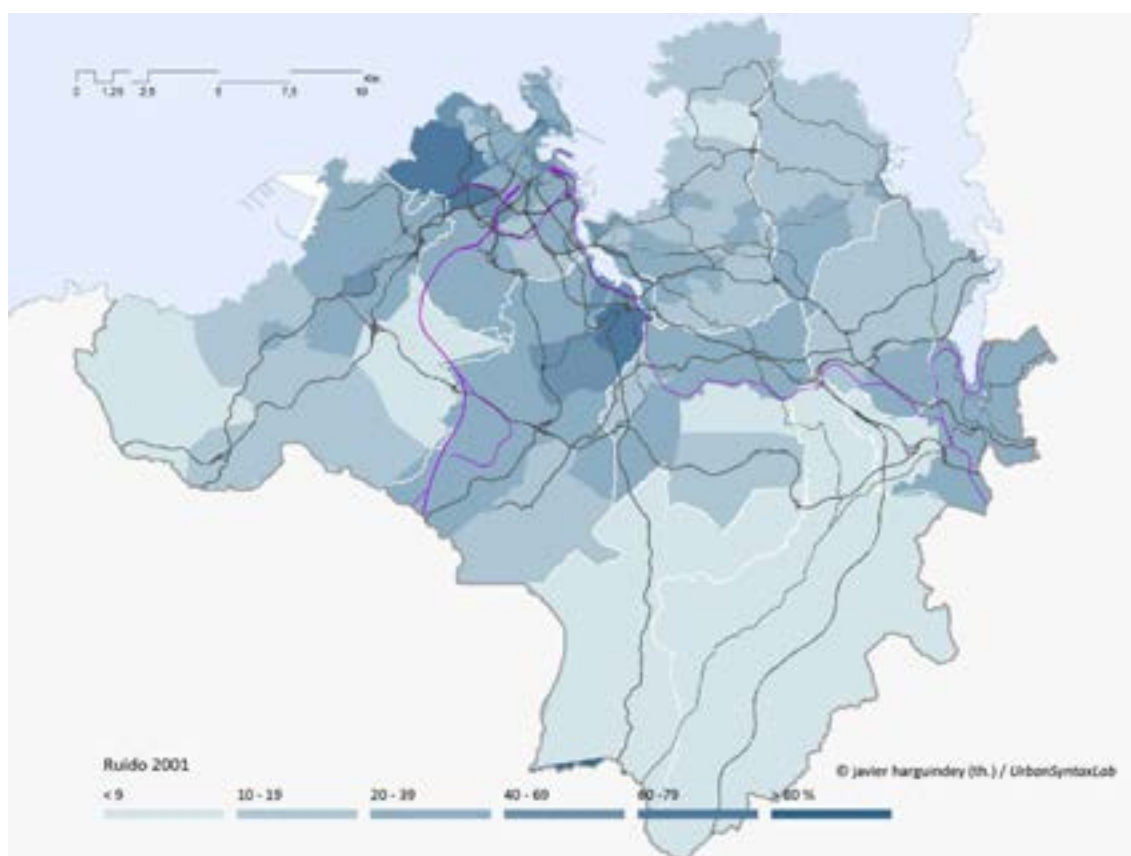 Km
0 1,25 2,5 5 7,5 10
Ruido 2001
© javier harguindey (th.) / UrbanSyntaxLab
< 9 10 - 19 20 - 39 40 - 69 60 -79 > 80 %